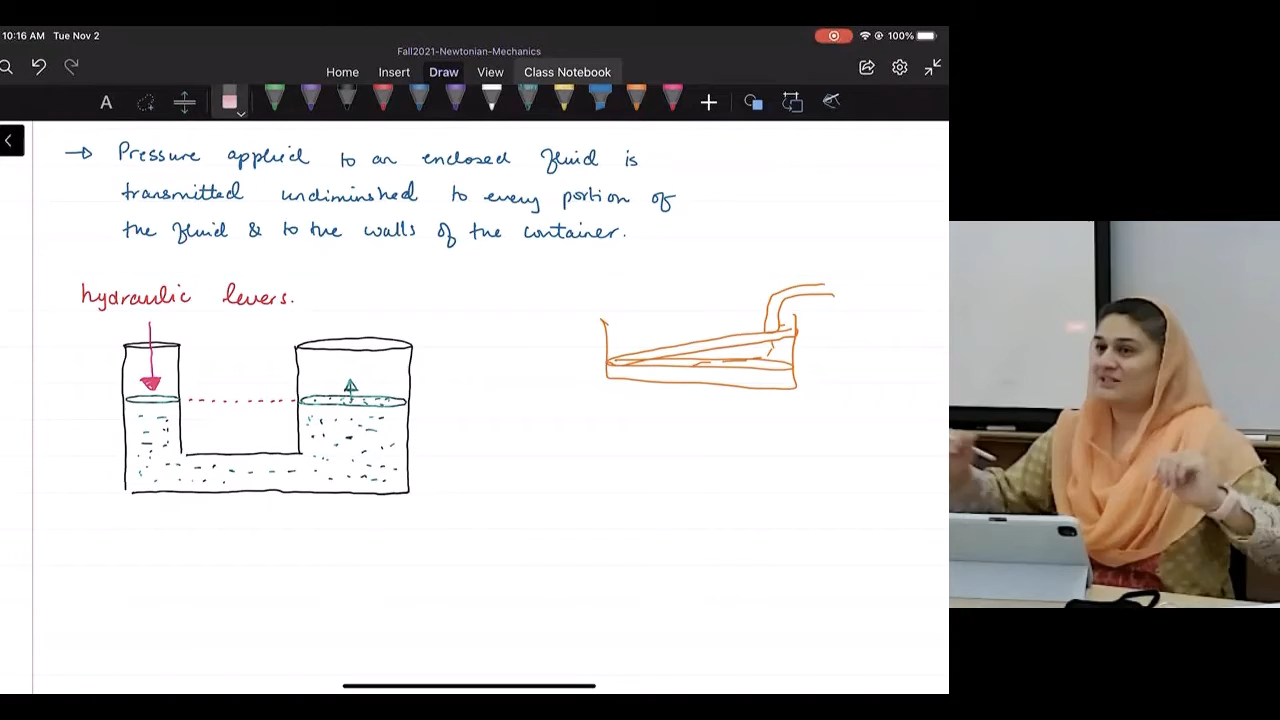 10:16 AM Tue Nov 2
100%
Fall2021-Newtonian-Mechanics
Home Insert Draw View Class Notebook
A
→ Pressure applied to an enclosed fluid is
transmitted undiminshed to every portion of
the fluid & to the walls of the container.
hydraulic levers.